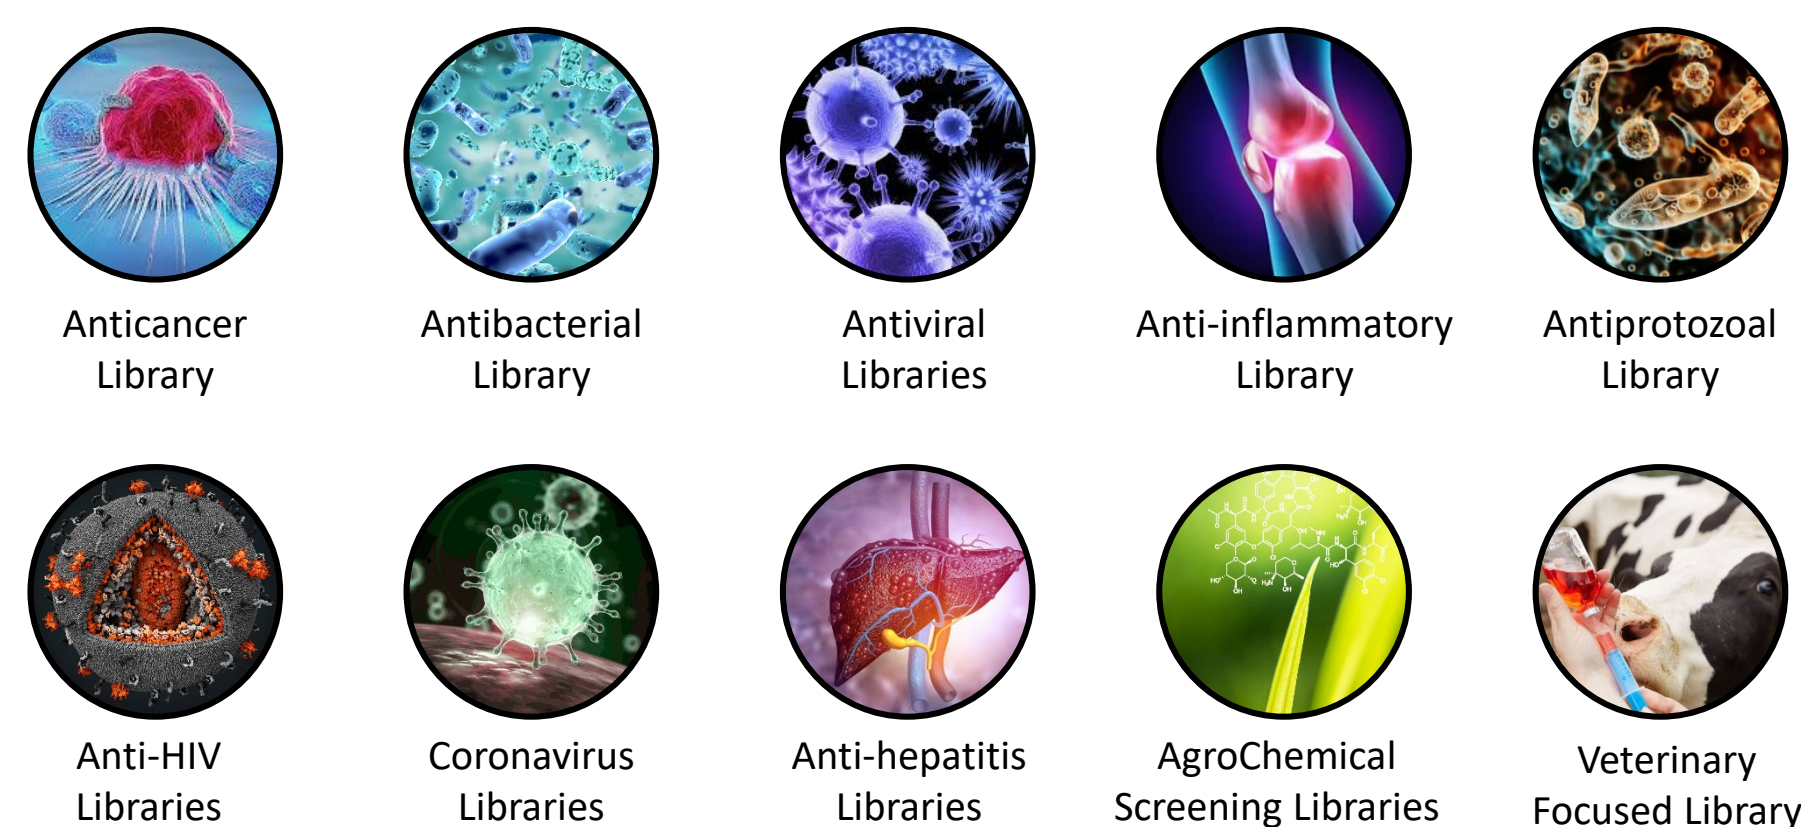 Anticancer
Library
Antibacterial
Library
Antiviral
Libraries
Anti-inflammatory
Library
Antiprotozoal
Library
Anti-HIV
Libraries
Coronavirus
Libraries
Anti-hepatitis
Libraries
AgroChemical
Screening Libraries
Veterinary
Focused Library